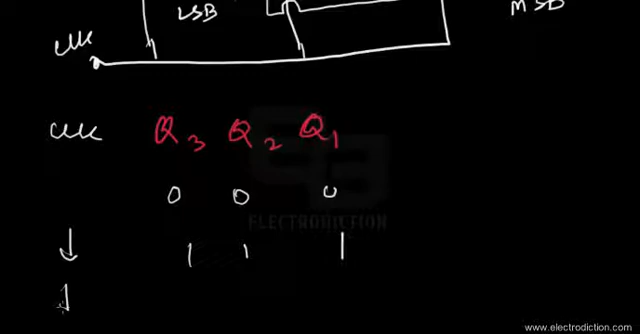 LSB MSB
CLK
CLK Q3 Q2 Q1
0 0 0
↓ 1 1 1
↓
ELECTRODICTION
www.electrodiction.com